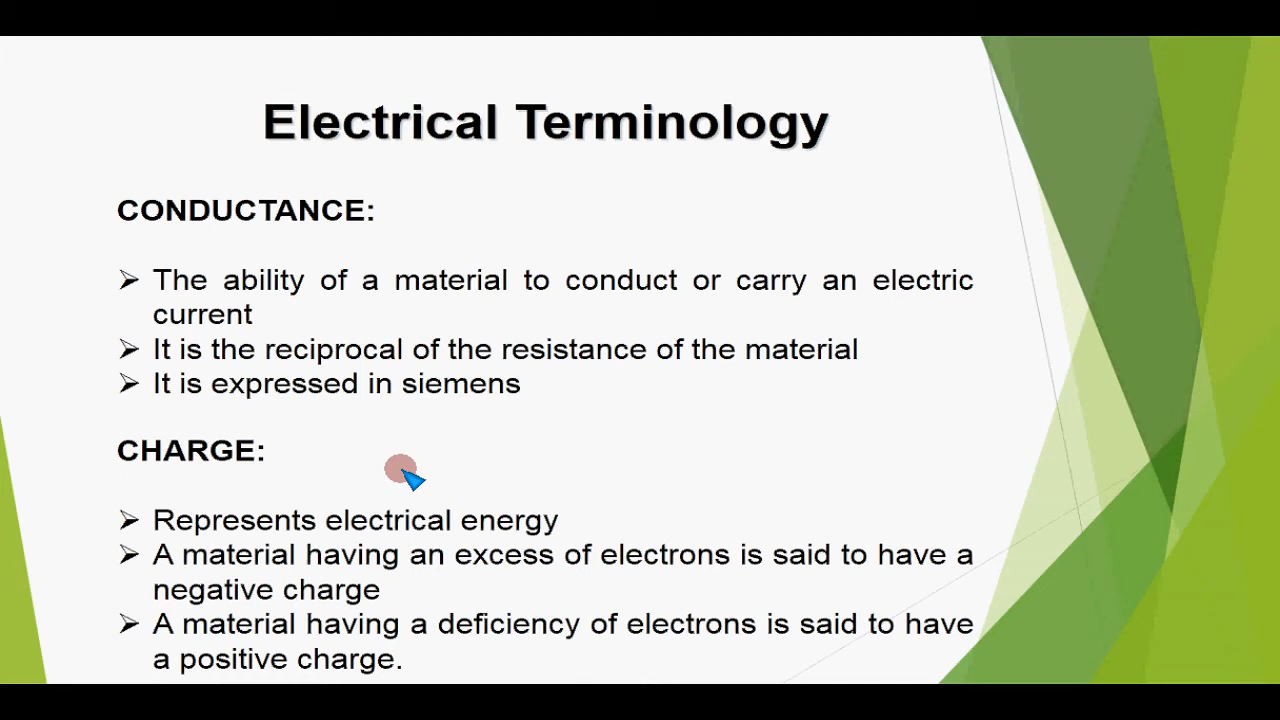 Electrical Terminology
CONDUCTANCE:
➢ The ability of a material to conduct or carry an electric
current
➢ It is the reciprocal of the resistance of the material
➢ It is expressed in siemens
CHARGE:
➢ Represents electrical energy
➢ A material having an excess of electrons is said to have a
negative charge
➢ A material having a deficiency of electrons is said to have
a positive charge.